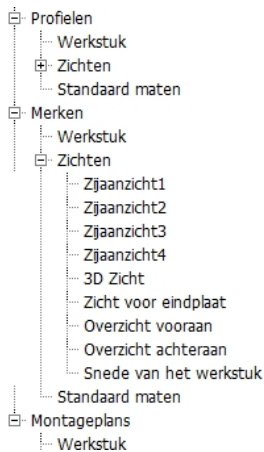 Profielen
Werkstuk
Zichten
Standaard maten
Merken
Werkstuk
Zichten
Zijaanzicht1
Zijaanzicht2
Zijaanzicht3
Zijaanzicht4
3D Zicht
Zicht voor eindplaat
Overzicht vooraan
Overzicht achteraan
Snede van het werkstuk
Standaard maten
Montageplans
Werkstuk